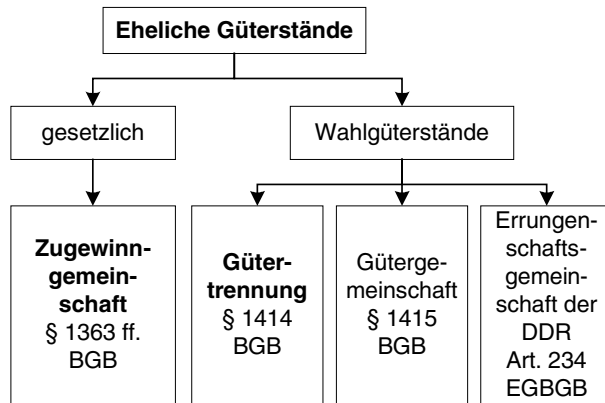 Eheliche Güterstände
gesetzlich
Wahlgüterstände
Zugewinn-
gemein-
schaft
§ 1363 ff.
BGB
Güter-
trennung
§ 1414
BGB
Göterge-
meinschaft
§ 1415
BGB
Errungen-
schafts-
gemein-
schaft der
DDR
Art. 234
EGBGB